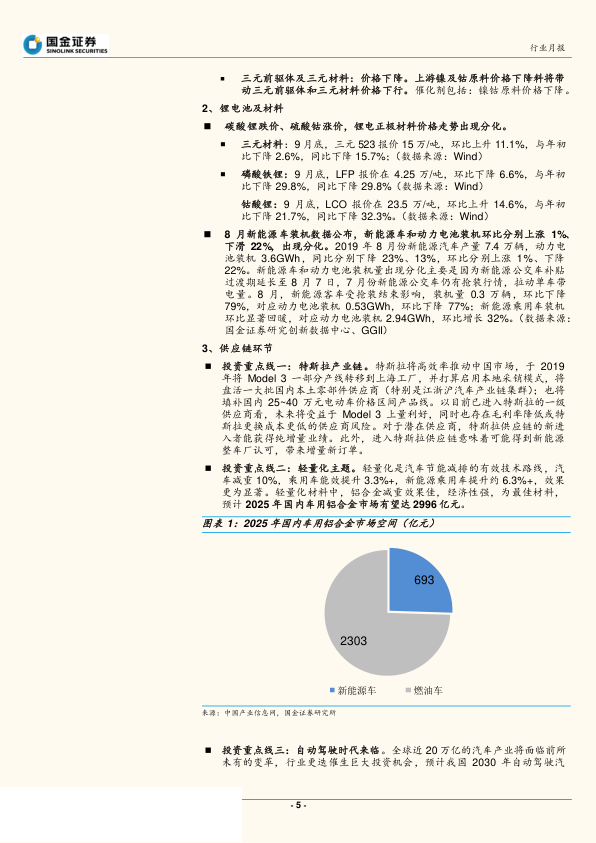 国金证券
SINOLINK SECURITIES
行业月报
▪ 三元前驱体及三元材料：价格下降。上游镍及钴原料价格下降料将带
动三元前驱体和三元材料价格下行。催化剂包括：镍钴原料价格下降。
2、锂电池及材料
■ 碳酸锂跌价、硫酸钴涨价，锂电正极材料价格走势出现分化。
▪ 三元材料：9 月底，三元 523 报价 15 万/吨，环比上升 11.1%，与年初
比下降 2.6%，同比下降 15.7%；（数据来源：Wind）
▪ 磷酸铁锂：9 月底，LFP 报价在 4.25 万/吨，环比下降 6.6%，与年初
比下降 29.8%，同比下降 29.8%（数据来源：Wind）
钴酸锂：9 月底，LCO 报价在 23.5 万/吨，环比上升 14.6%，与年初
比下降 21.7%，同比下降 32.3%。（数据来源：Wind）
■ 8 月新能源车装机数据公布，新能源车和动力电池装机环比分别上涨 1%、
下滑 22%，出现分化。2019 年 8 月份新能源汽车产量 7.4 万辆，动力电
池装机 3.6GWh，同比分别下降 23%、13%，环比分别上涨 1%、下降
22%。新能源车和动力电池装机量出现分化主要是因为新能源公交车补贴
过渡期延长至 8 月 7 日，7 月份新能源公交车仍有抢装行情，拉动单车带
电量。8 月，新能源客车受抢装结束影响，装机量 0.3 万辆，环比下降
79%，对应动力电池装机 0.53GWh，环比下降 77%；新能源乘用车装机
环比显著回暖，对应动力电池装机 2.94GWh，环比增长 32%。（数据来源：
国金证券研究创新数据中心、GGII）
3、供应链环节
■ 投资重点线一：特斯拉产业链。特斯拉将高效率推动中国市场，于 2019
年将 Model 3 一部分产线转移到上海工厂，并打算启用本地采销模式，将
盘活一大批国内本土零部件供应商（特别是江浙沪汽车产业链集群）；也将
填补国内 25~40 万元电动车价格区间产品线。以目前已进入特斯拉的一级
供应商看，未来将受益于 Model 3 上量利好，同时也存在毛利率降低或特
斯拉更换成本更低的供应商风险。对于潜在供应商，特斯拉供应链的新进
入者能获得纯增量业绩。此外，进入特斯拉供应链意味着可能得到新能源
整车厂认可，带来增量新订单。
■ 投资重点线二：轻量化主题。轻量化是汽车节能减排的有效技术路线，汽
车减重 10%，乘用车能效提升 3.3%+，新能源乘用车提升约 6.3%+，效果
更为显著。轻量化材料中，铝合金减重效果佳，经济性强，为最佳材料，
预计 2025 年国内车用铝合金市场有望达 2996 亿元。
图表 1：2025 年国内车用铝合金市场空间（亿元）
693
2303
新能源车 燃油车
来源：中国产业信息网，国金证券研究所
■ 投资重点线三：自动驾驶时代来临。全球近 20 万亿的汽车产业将面临前所
未有的变革，行业更迭催生巨大投资机会，预计我国 2030 年自动驾驶汽
- 5 -